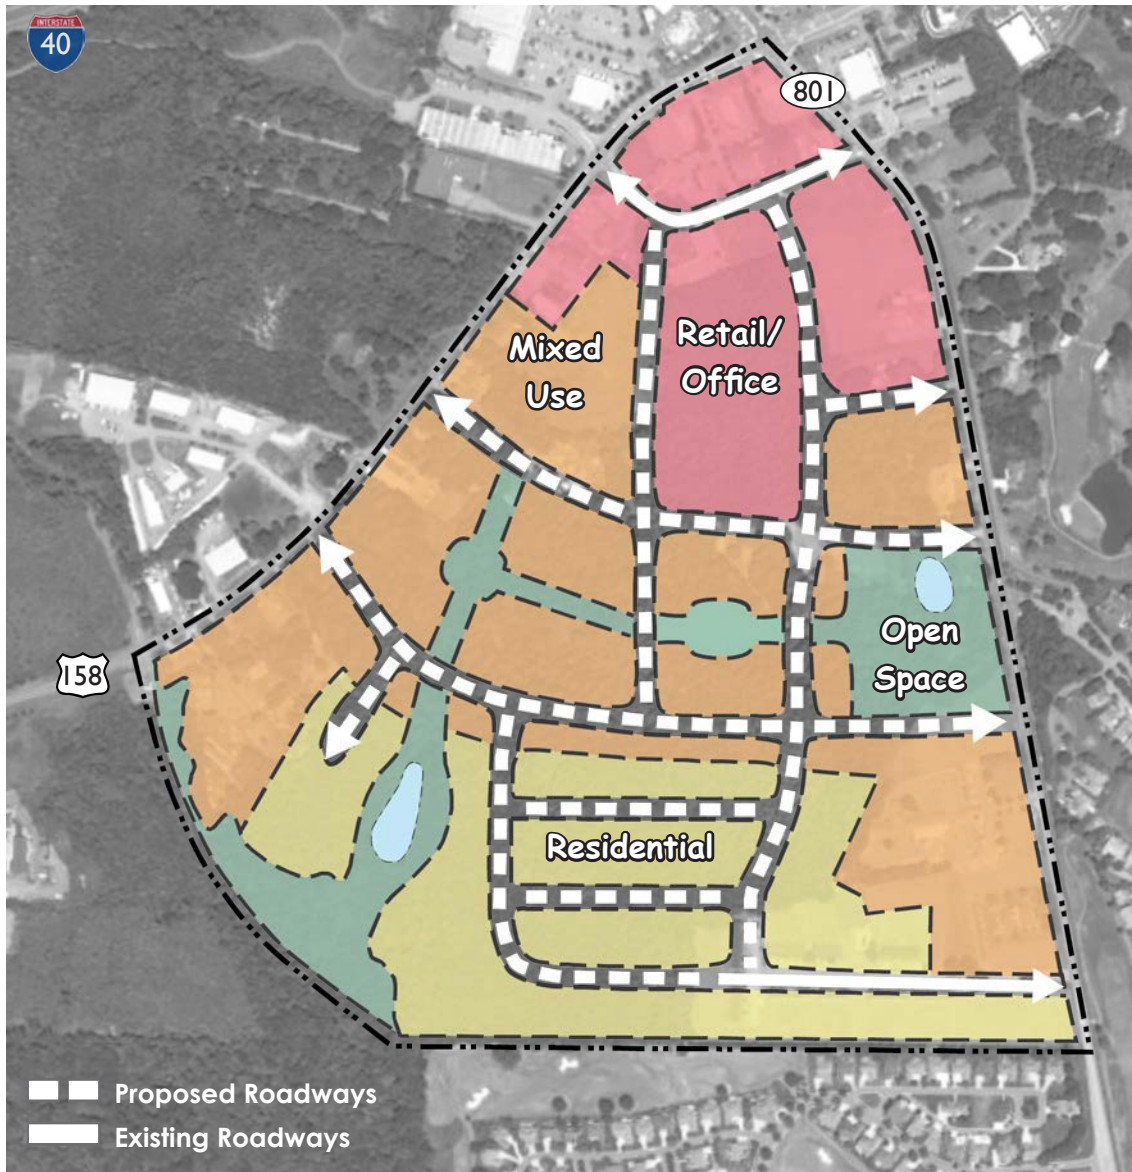 INTERSTATE
40
801
Mixed
Use
Retail/
Office
Open
Space
158
Residential
Proposed Roadways
Existing Roadways